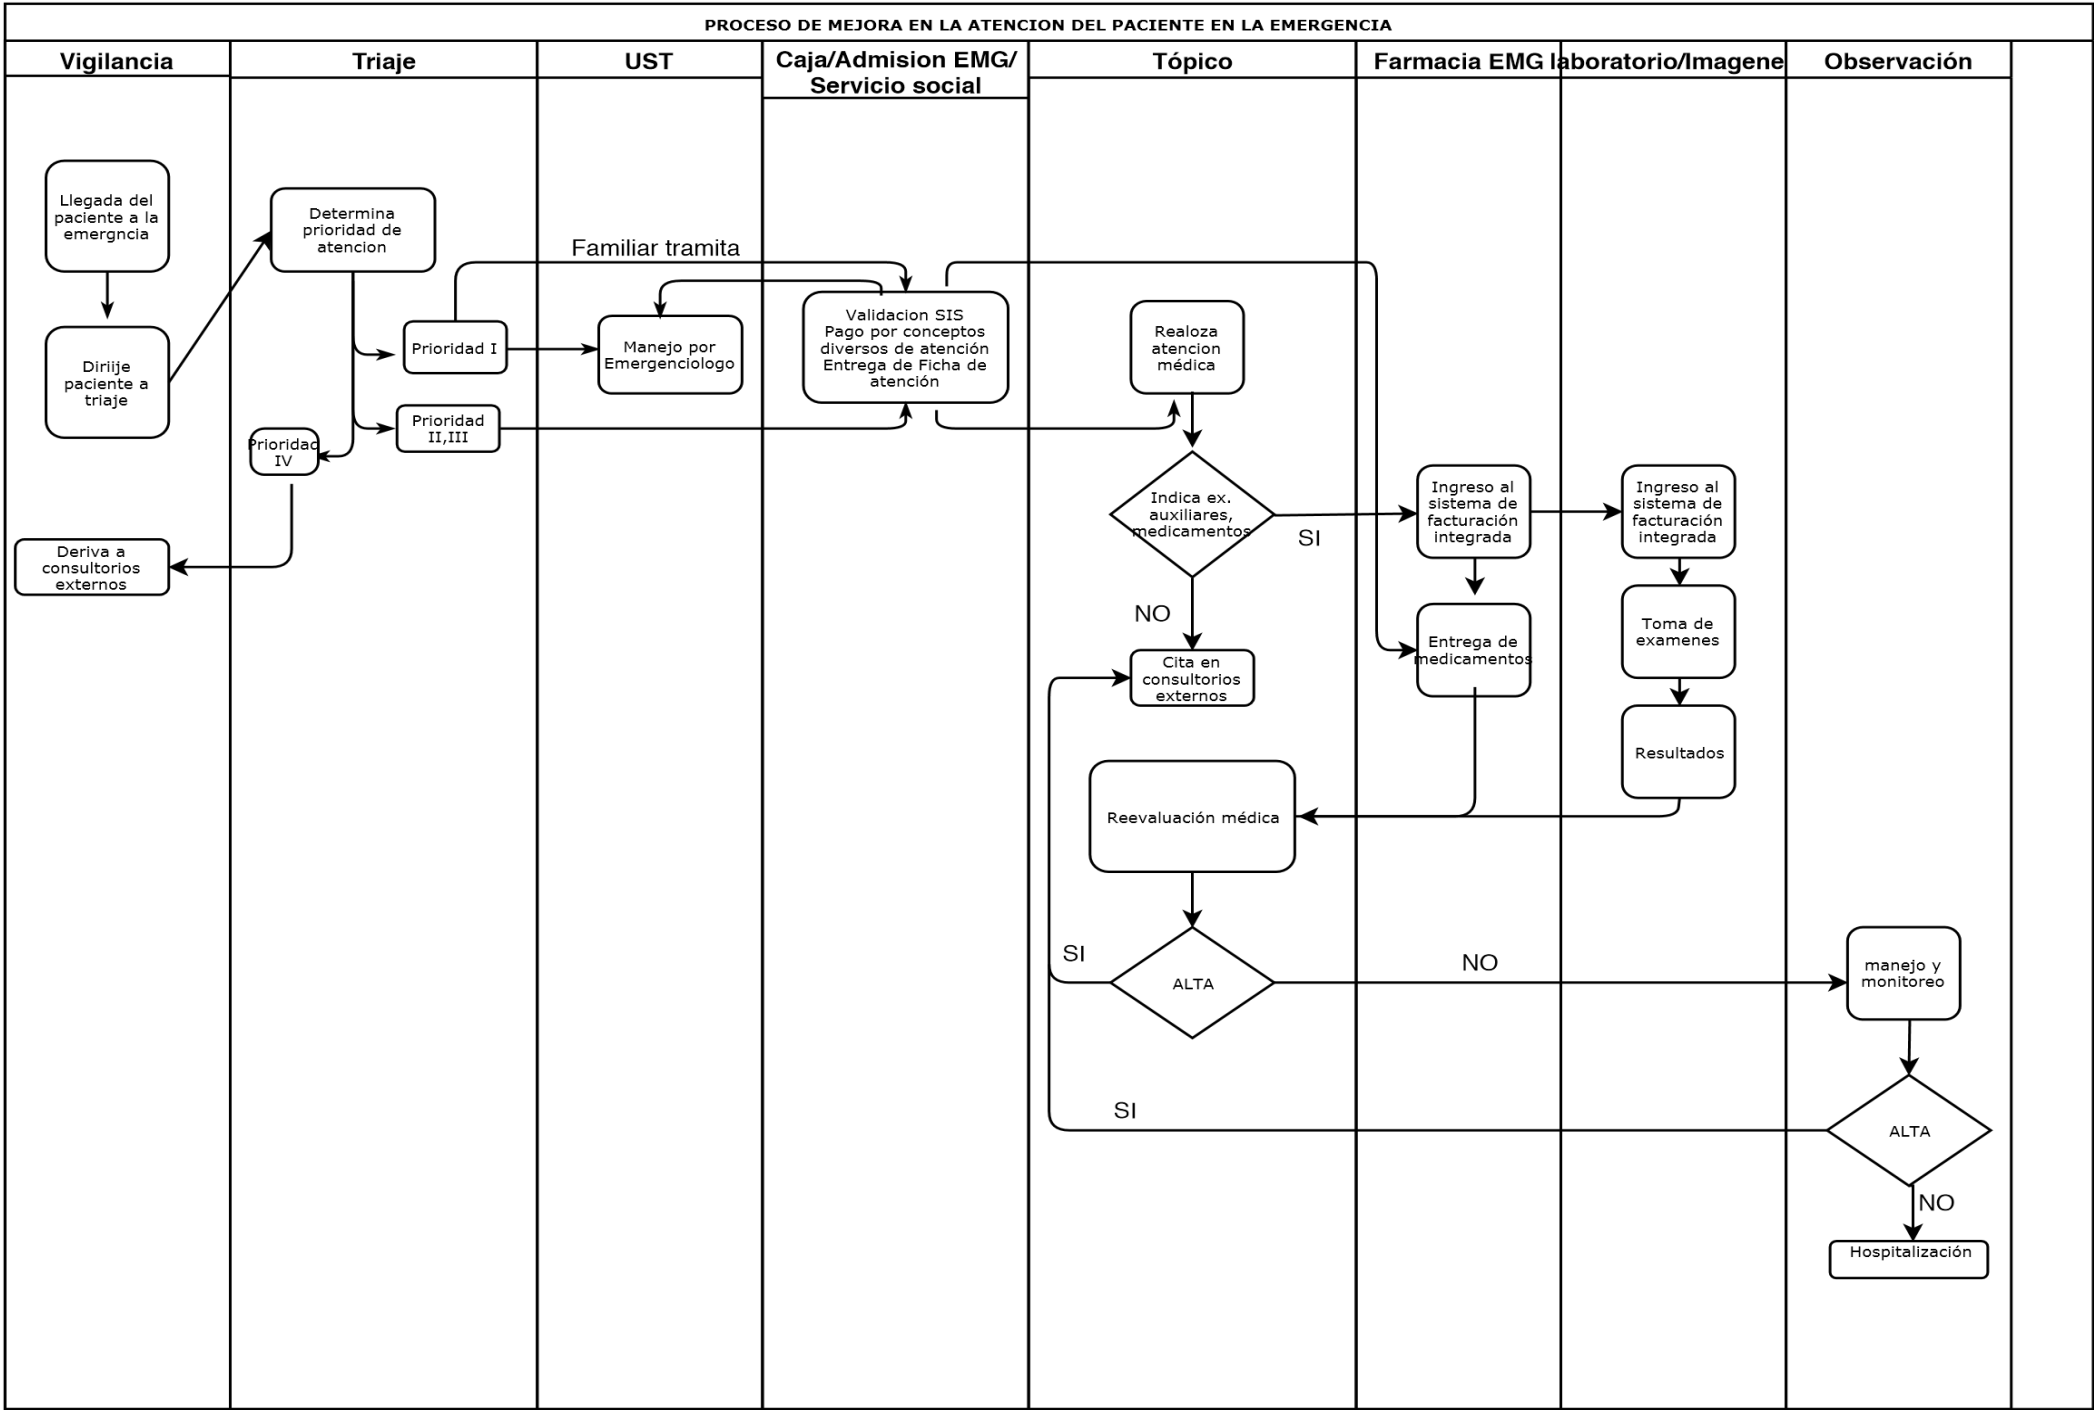 PROCESO DE MEJORA EN LA ATENCION DEL PACIENTE EN LA EMERGENCIA
Vigilancia
Triaje
UST
Caja/Admision EMG/
Servicio social
Tópico
Farmacia EMG
laboratorio/Imagene
Observación
Llegada del
paciente a la
emergncia
Diriije
paciente a
triaje
Deriva a
consultorios
externos
Determina
prioridad de
atencion
Prioridad I
Prioridad
II,III
Prioridad
IV
Familiar tramita
Manejo por
Emergenciologo
Validacion SIS
Pago por conceptos
diversos de atención
Entrega de Ficha de
atención
Realoza
atencion
médica
Indica ex.
auxiliares,
medicamentos
SI
NO
Cita en
consultorios
externos
Reevaluación médica
ALTA
SI
NO
SI
Ingreso al
sistema de
facturación
integrada
Entrega de
medicamentos
Ingreso al
sistema de
facturación
integrada
Toma de
examenes
Resultados
manejo y
monitoreo
ALTA
NO
Hospitalización